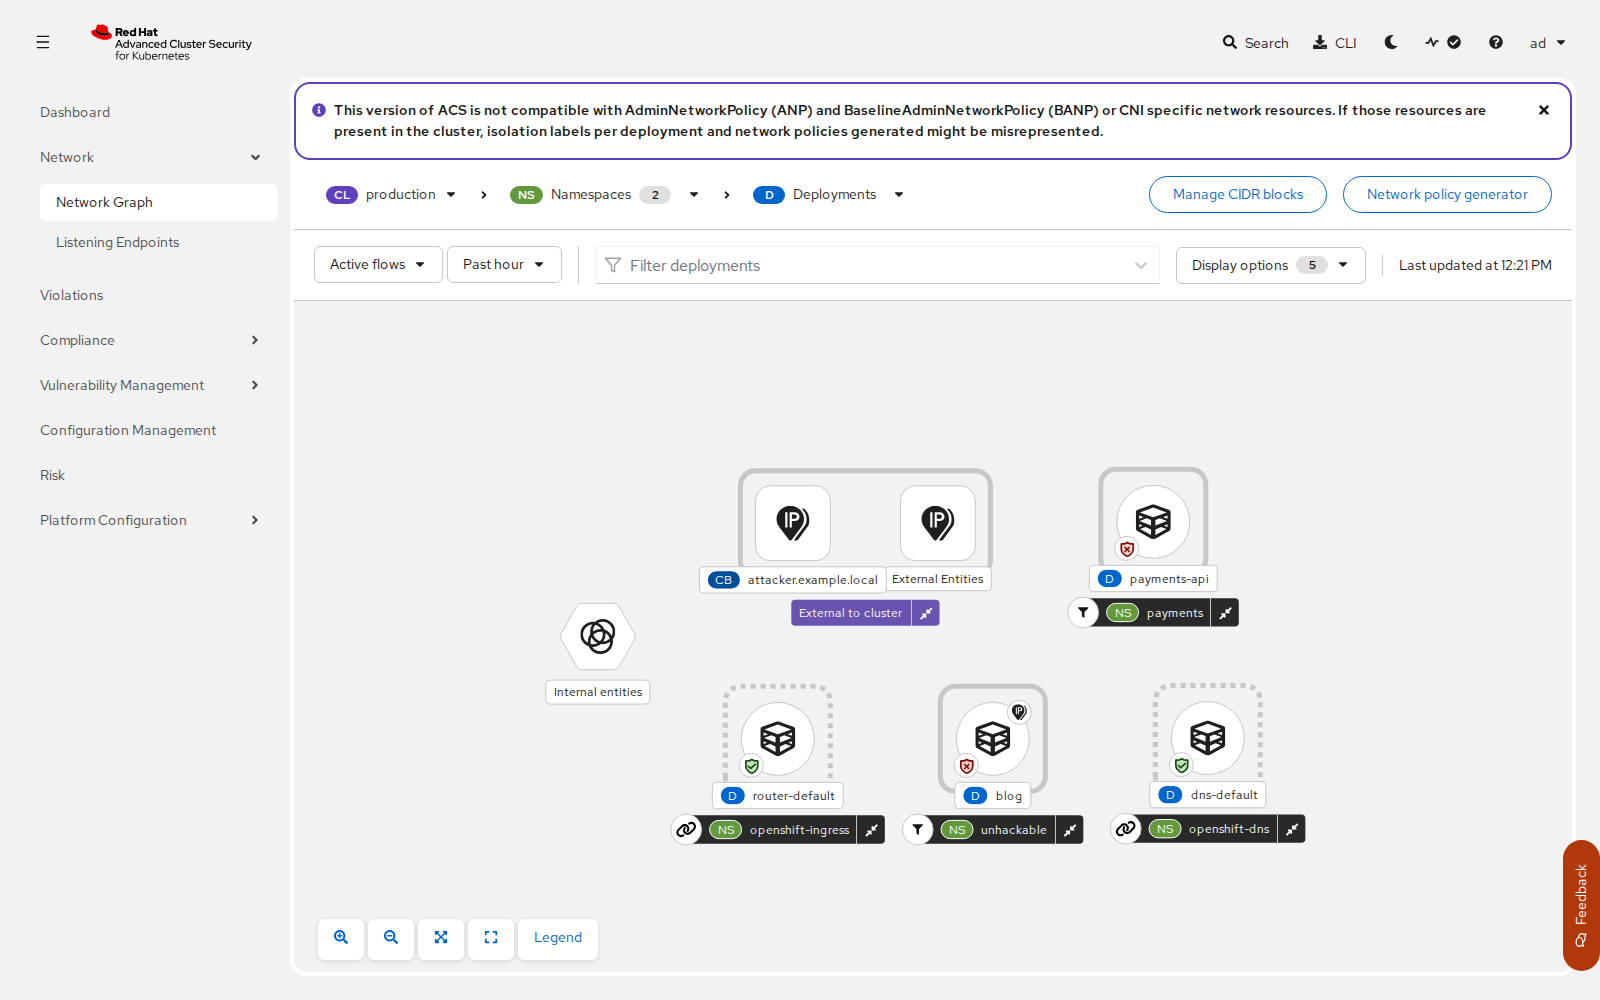 Red Hat
Advanced Cluster Security
for Kubernetes
Search
CLI
ad
Dashboard
Network
Network Graph
Listening Endpoints
Violations
Compliance
Vulnerability Management
Configuration Management
Risk
Platform Configuration
This version of ACS is not compatible with AdminNetworkPolicy (ANP) and BaselineAdminNetworkPolicy (BANP) or CNI specific network resources. If those resources are
present in the cluster, isolation labels per deployment and network policies generated might be misrepresented.
CL production
NS Namespaces 2
D Deployments
Manage CIDR blocks
Network policy generator
Active flows
Past hour
Filter deployments
Display options 5
Last updated at 12:21 PM
IP
IP
CB attacker.example.local
External Entities
External to cluster
D payments-api
NS payments
Internal entities
D router-default
NS openshift-ingress
IP
D blog
NS unhackable
D dns-default
NS openshift-dns
Legend
Feedback